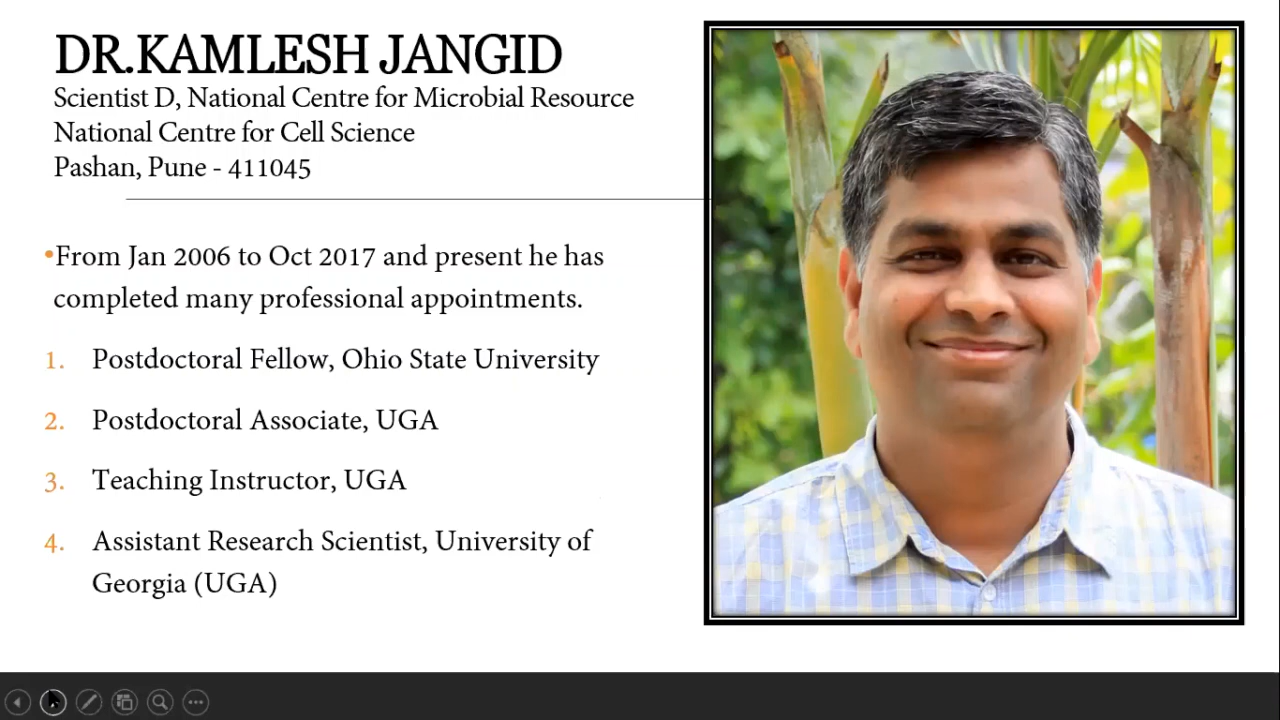 DR.KAMLESH JANGID
Scientist D, National Centre for Microbial Resource
National Centre for Cell Science
Pashan, Pune - 411045
•From Jan 2006 to Oct 2017 and present he has
completed many professional appointments.
1. Postdoctoral Fellow, Ohio State University
2. Postdoctoral Associate, UGA
3. Teaching Instructor, UGA
4. Assistant Research Scientist, University of
Georgia (UGA)